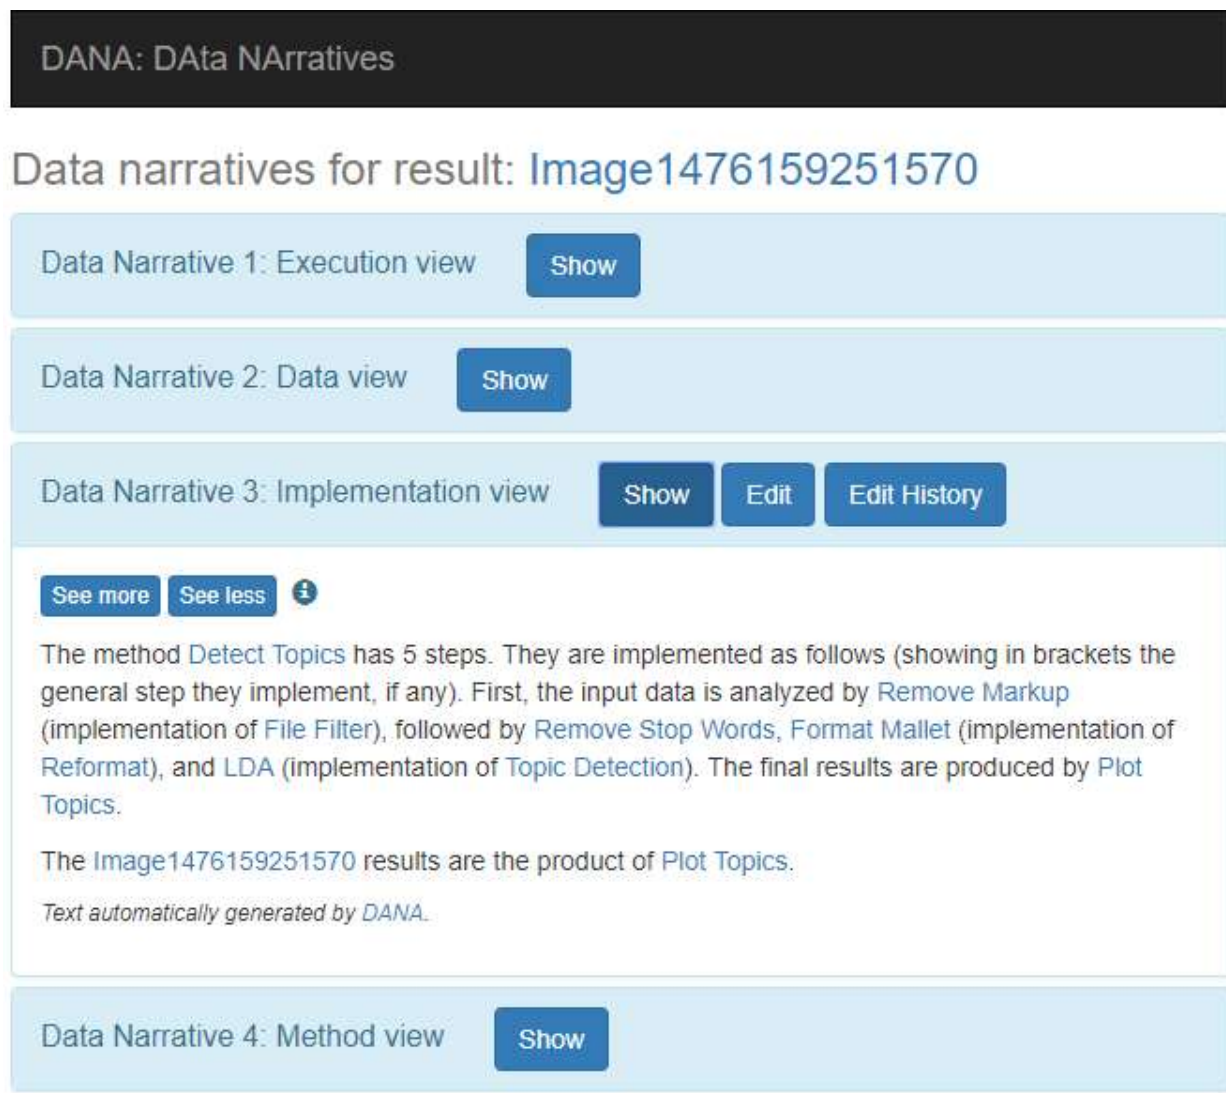 DANA: DAta NArratives
Data narratives for result: Image1476159251570
Data Narrative 1: Execution view Show
Data Narrative 2: Data view Show
Data Narrative 3: Implementation view Show Edit Edit History
See more See less
The method Detect Topics has 5 steps. They are implemented as follows (showing in brackets the
general step they implement, if any). First, the input data is analyzed by Remove Markup
(implementation of File Filter), followed by Remove Stop Words, Format Mallet (implementation of
Reformat), and LDA (implementation of Topic Detection). The final results are produced by Plot
Topics.
The Image1476159251570 results are the product of Plot Topics.
Text automatically generated by DANA.
Data Narrative 4: Method view Show